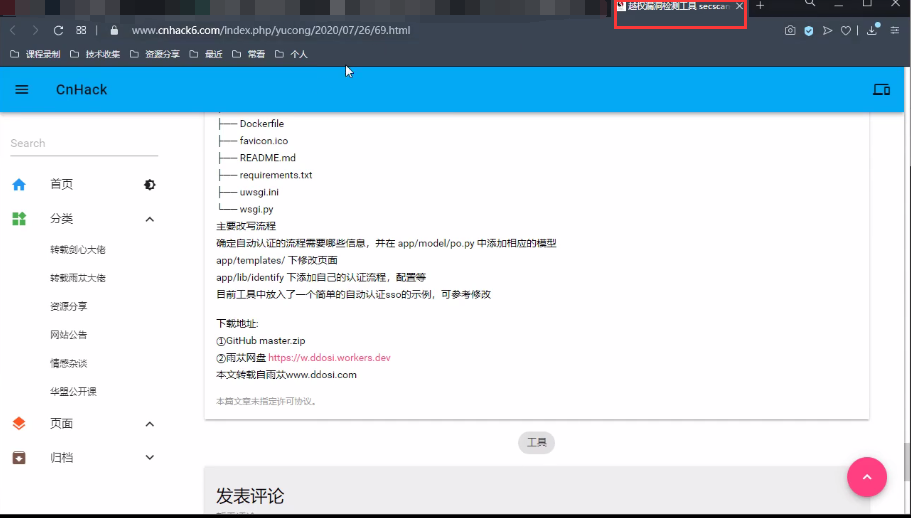 越权漏洞检测工具 secscan
www.cnhack6.com/index.php/yucong/2020/07/26/69.html
课程录制 技术收集 资源分享 最近 常看 个人
CnHack
Search
首页
分类
转载剑心大佬
转载雨苁大佬
资源分享
网站公告
情感杂谈
华盟公开课
页面
归档
├── Dockerfile
├── favicon.ico
├── README.md
├── requirements.txt
├── uwsgi.ini
└── wsgi.py
主要改写流程
确定自动认证的流程需要哪些信息，并在 app/model/po.py 中添加相应的模型
app/templates/ 下修改页面
app/lib/identify 下添加自己的认证流程，配置等
目前工具中放入了一个简单的自动认证sso的示例，可参考修改
下载地址:
①GitHub master.zip
②雨苁网盘 https://w.ddosi.workers.dev
本文转载自雨苁www.ddosi.com
本篇文章未指定许可协议。
工具
发表评论